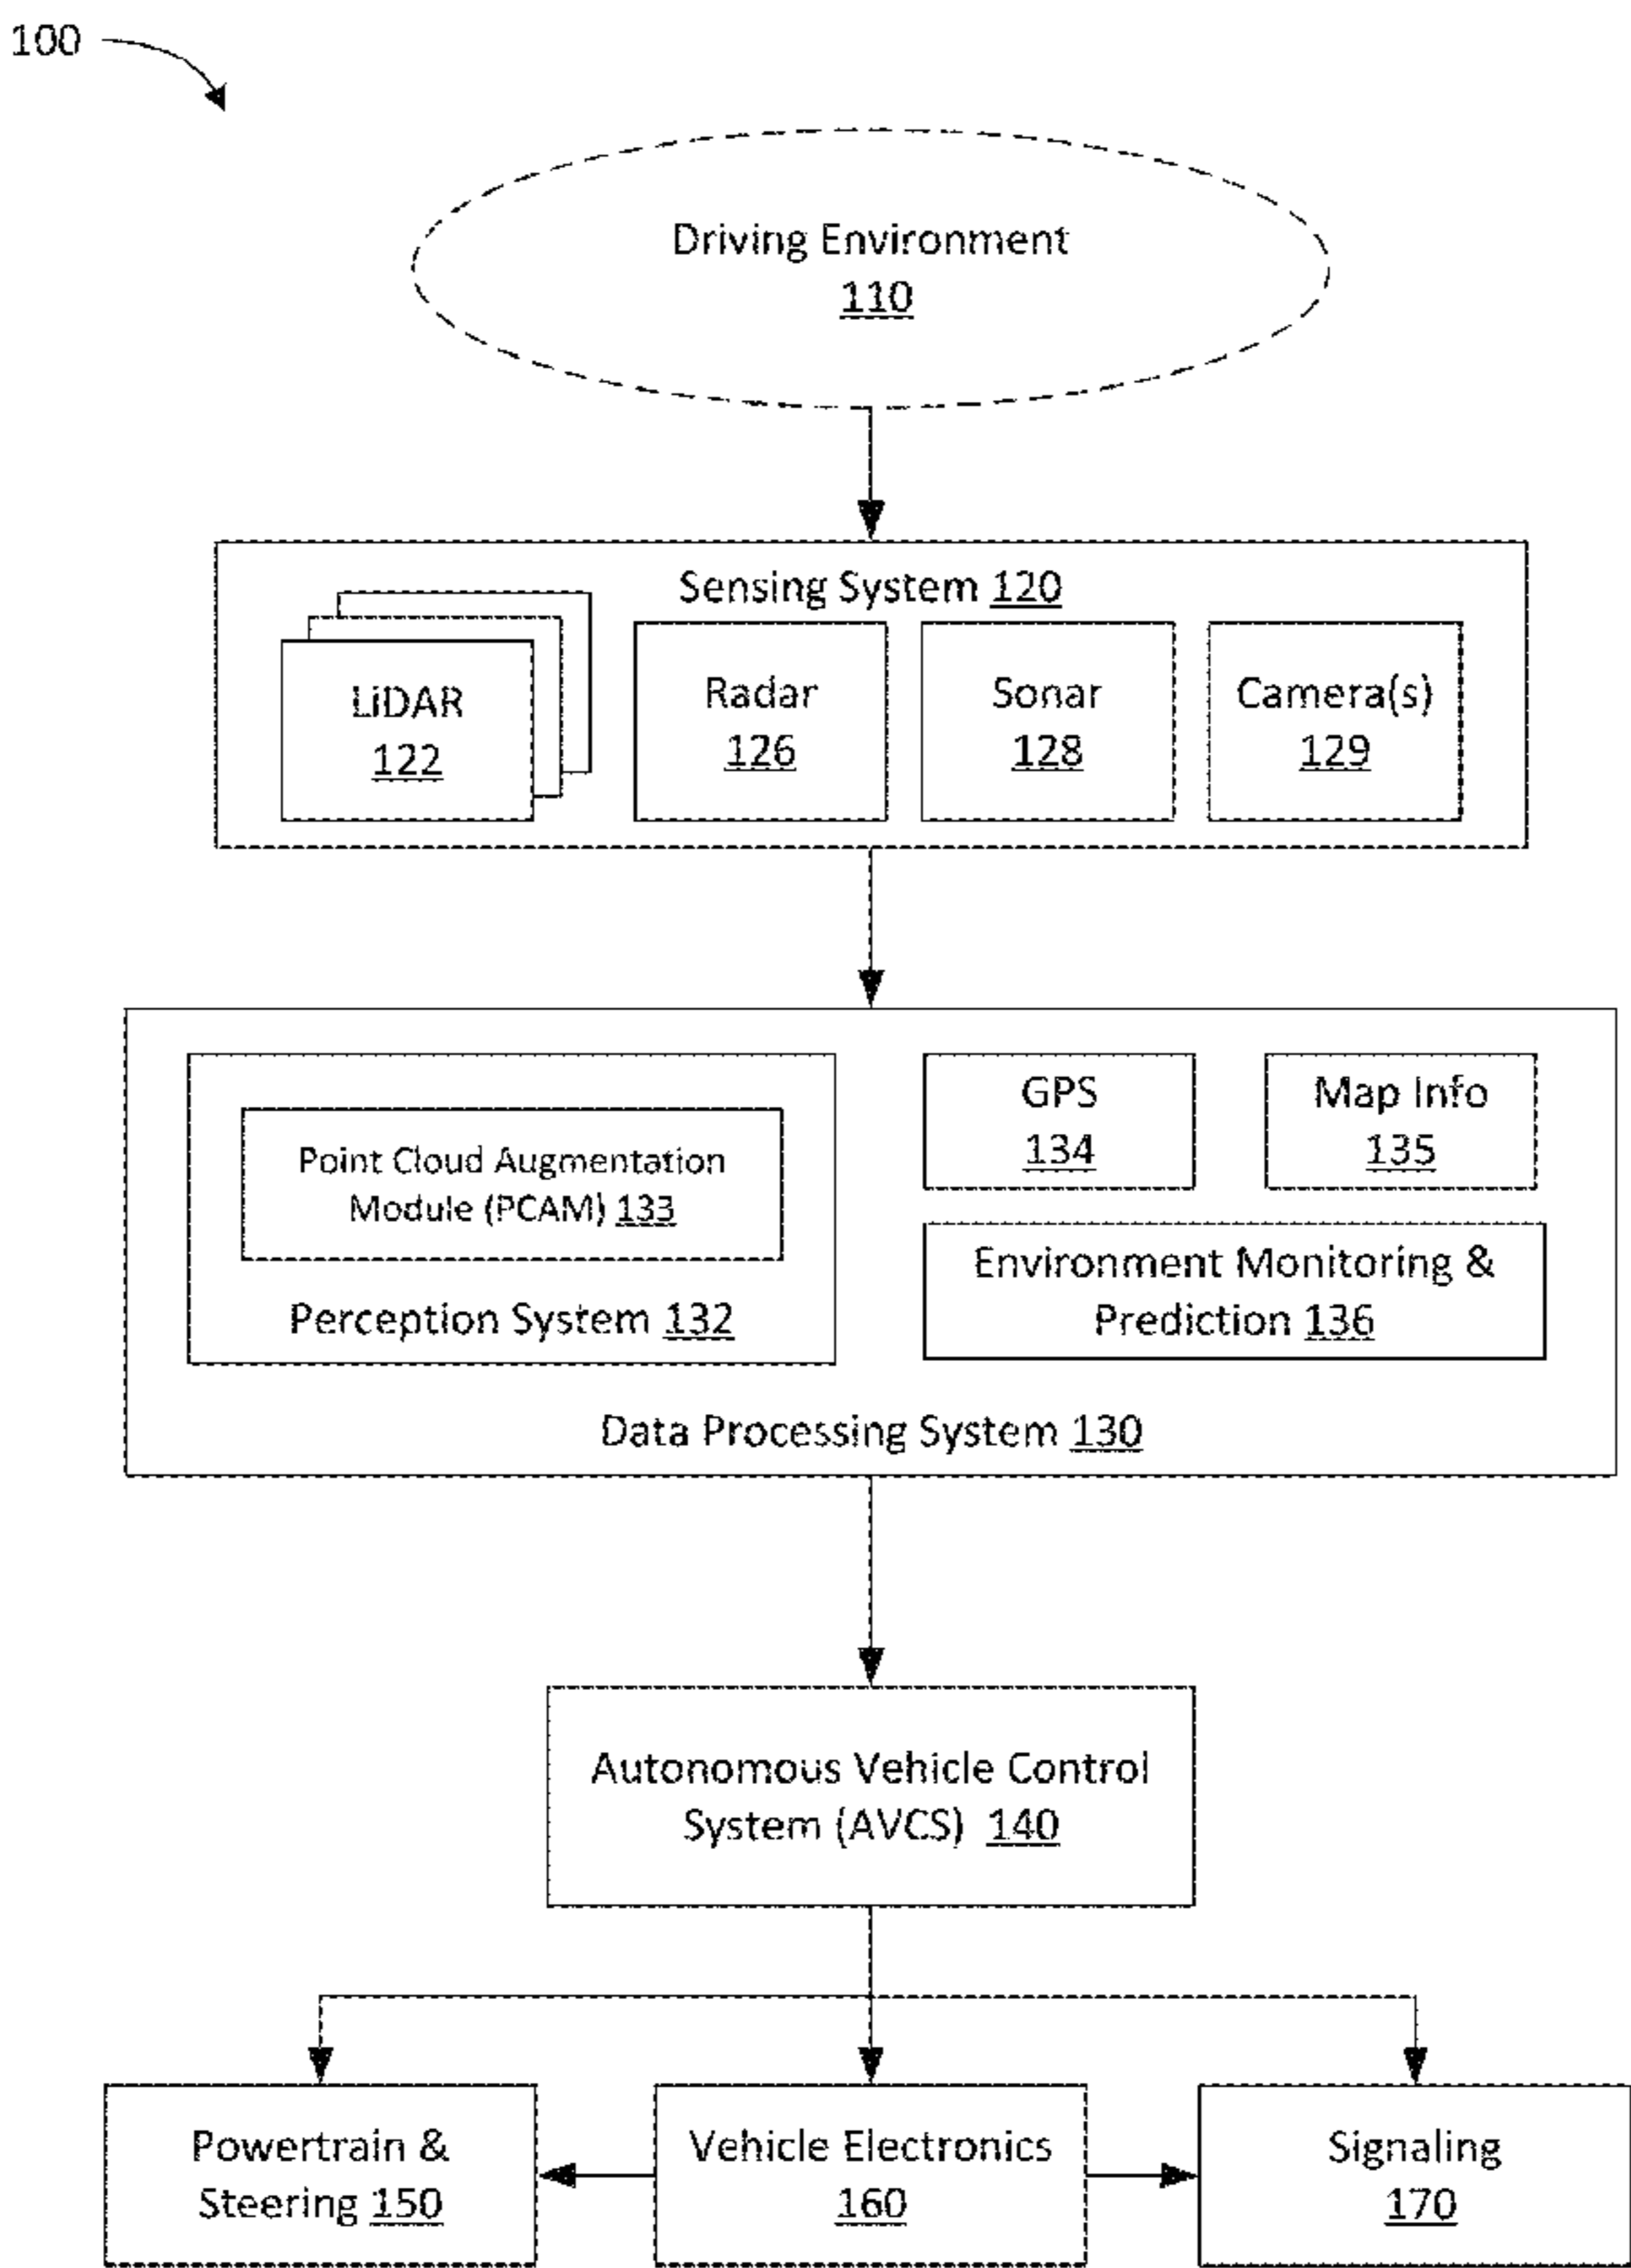 100
Driving Environment
110
Sensing System 120
LiDAR
122
Radar
126
Sonar
128
Camera(s)
129
Point Cloud Augmentation
Module (PCAM) 133
Perception System 132
GPS
134
Map Info
135
Environment Monitoring &
Prediction 136
Data Processing System 130
Autonomous Vehicle Control
System (AVCS) 140
Powertrain &
Steering 150
Vehicle Electronics
160
Signaling
170